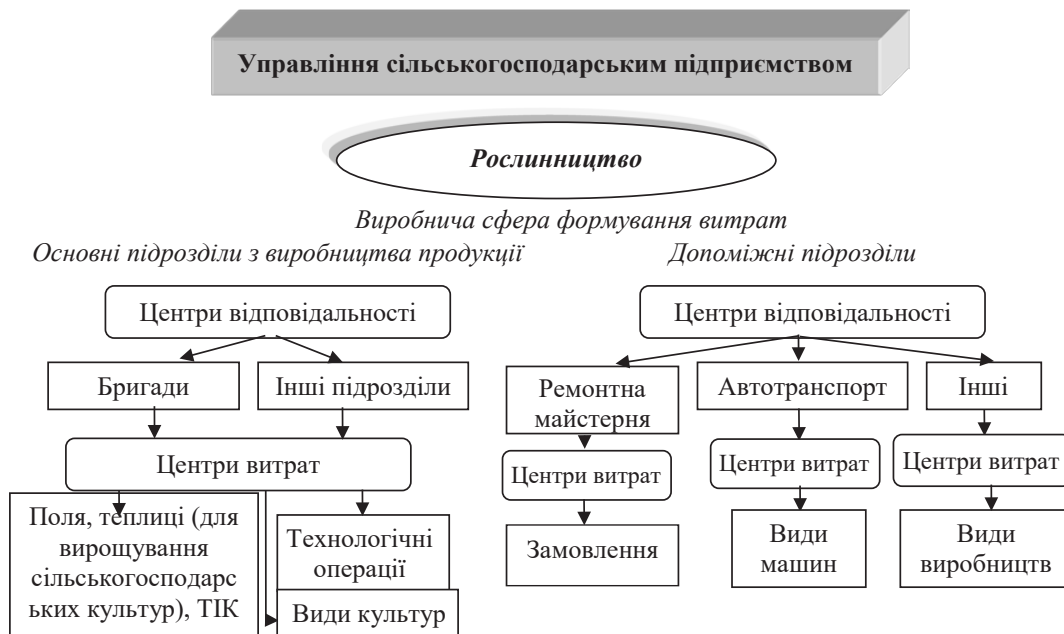 Управління сільськогосподарським підприємством
Рослинництво
Виробнича сфера формування витрат
Основні підрозділи з виробництва продукції
Допоміжні підрозділи
Центри відповідальності
Центри відповідальності
Бригади
Інші підрозділи
Ремонтна
майстерня
Автотранспорт
Інші
Центри витрат
Центри витрат
Центри витрат
Центри витрат
Поля, теплиці (для
вирощування
сільськогосподарс
ьких культур), ТІК
Технологічні
операції
Види культур
Замовлення
Види
машин
Види
виробництв